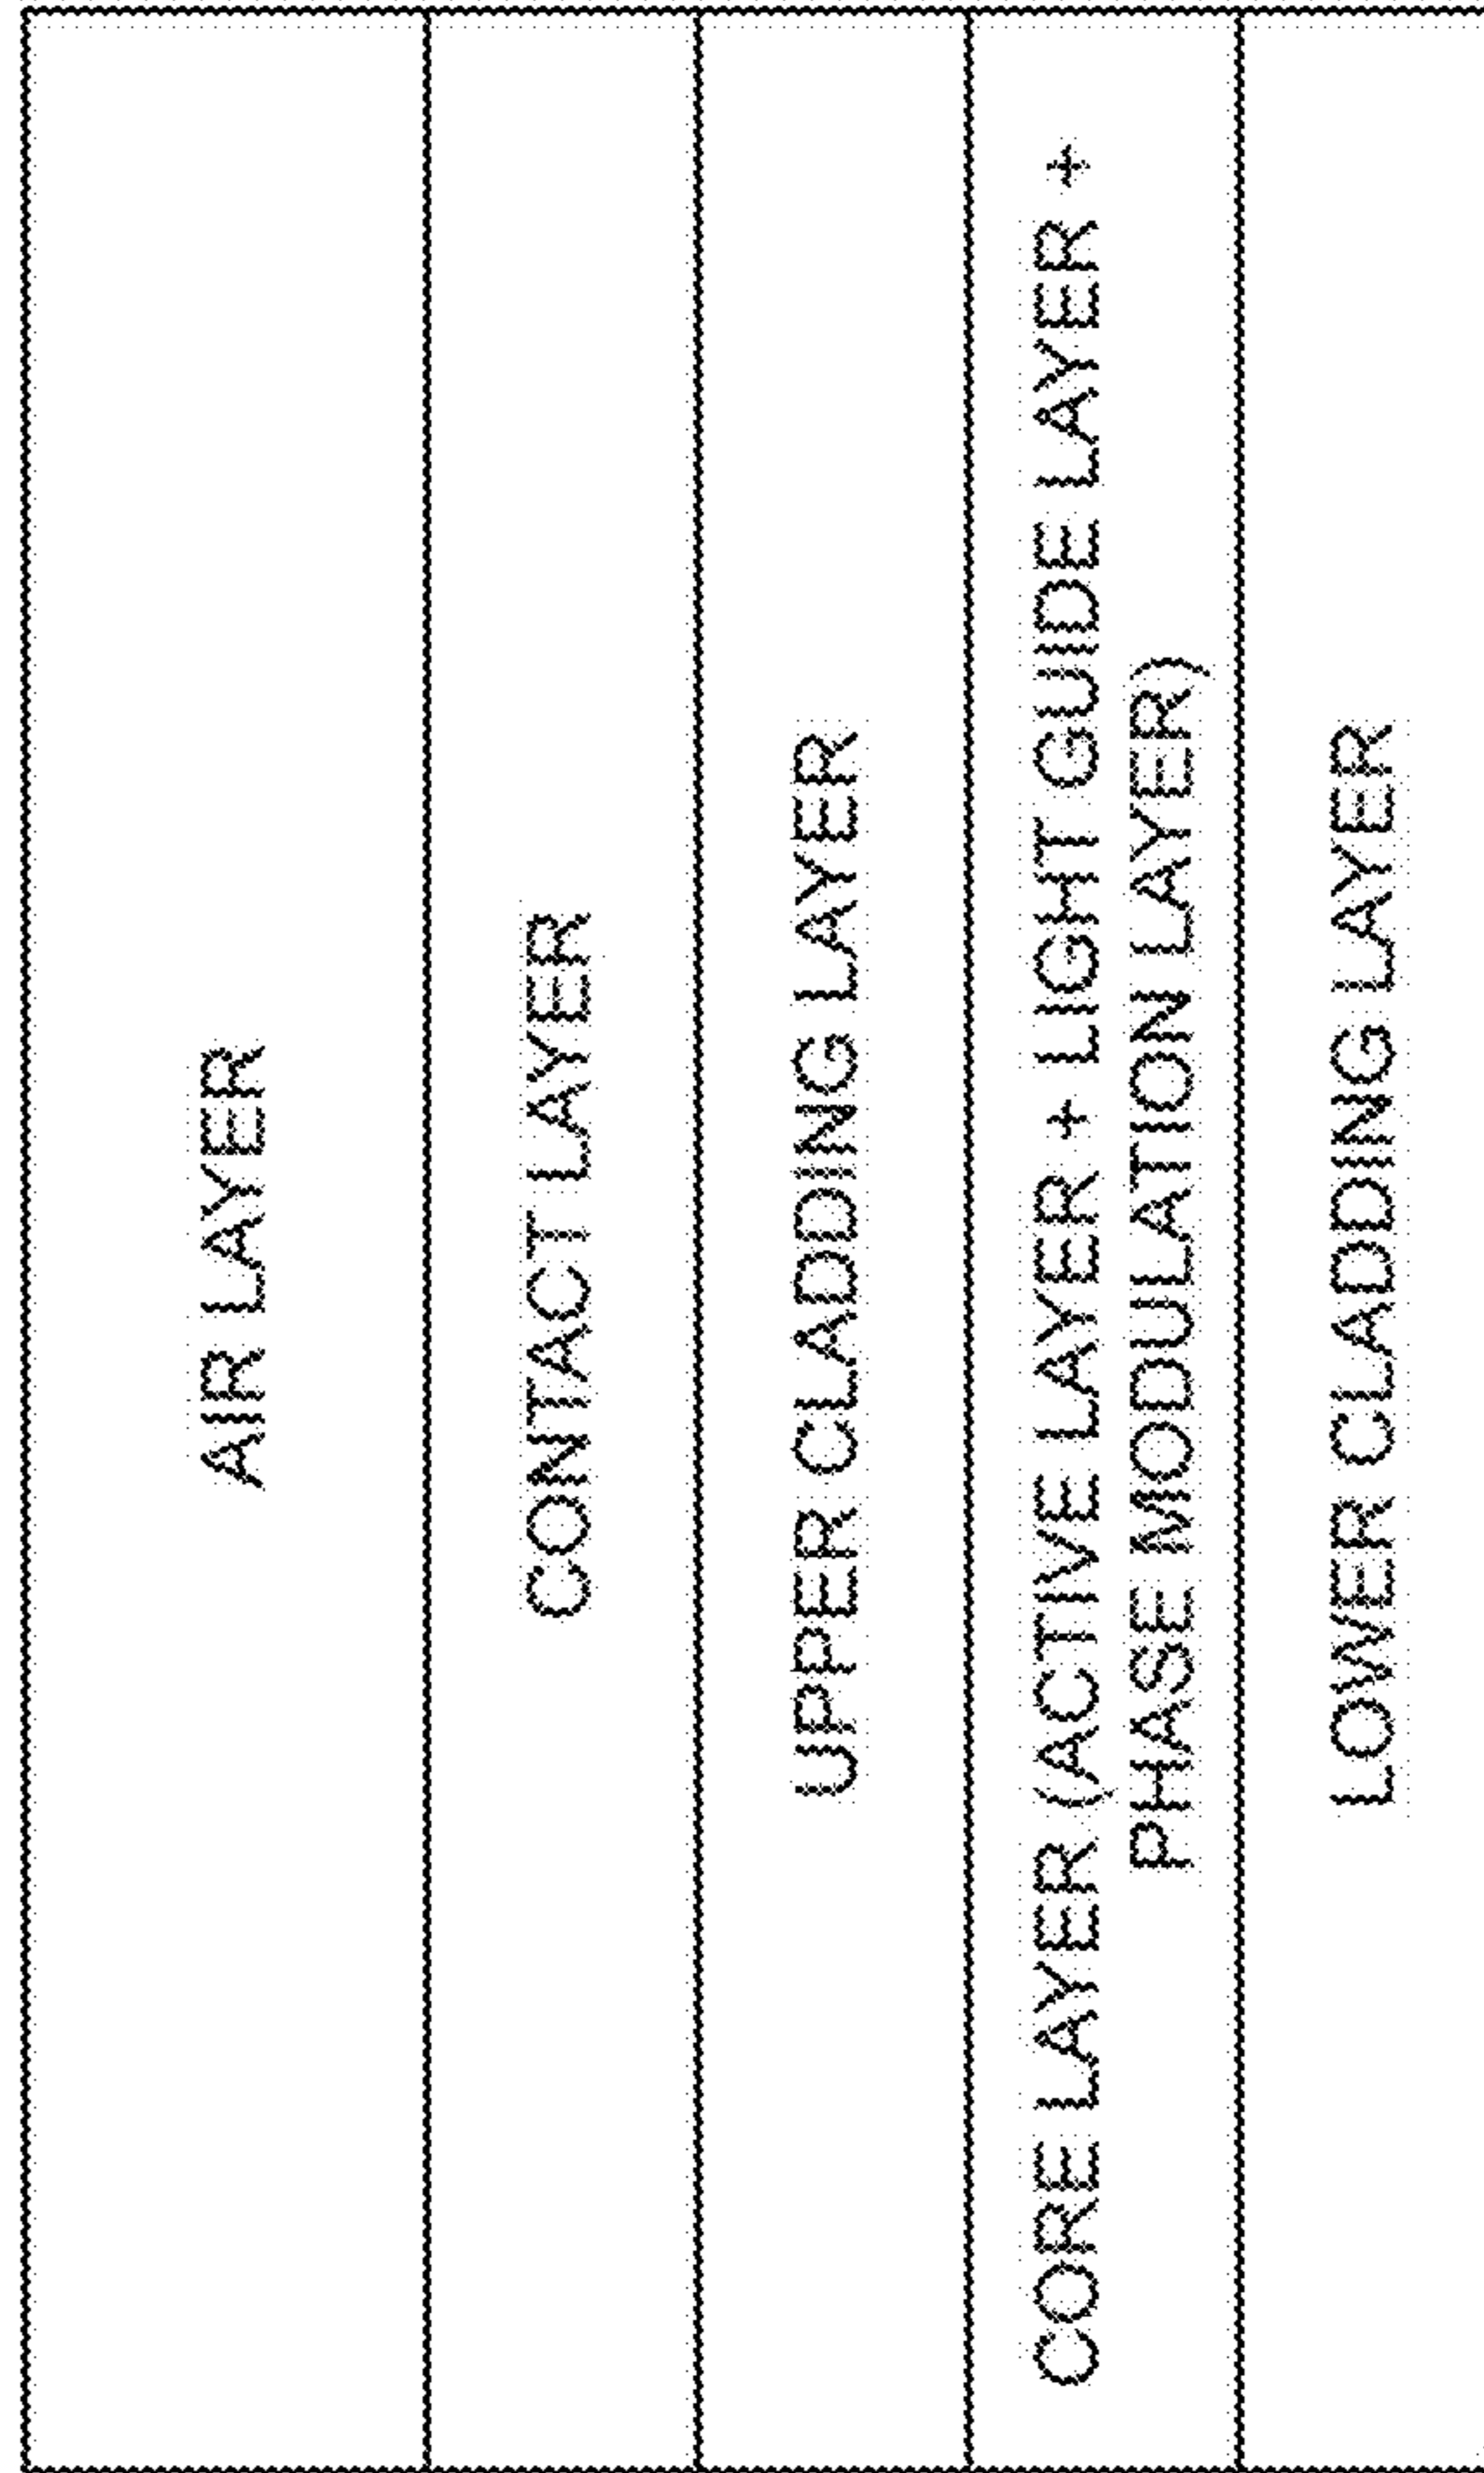 AIR LAYER
CONTACT LAYER
UPPER CLADDING LAYER
CORE LAYER (ACTIVE LAYER + LIGHT GUIDE LAYER +
PHASE MODULATION LAYER)
LOWER CLADDING LAYER